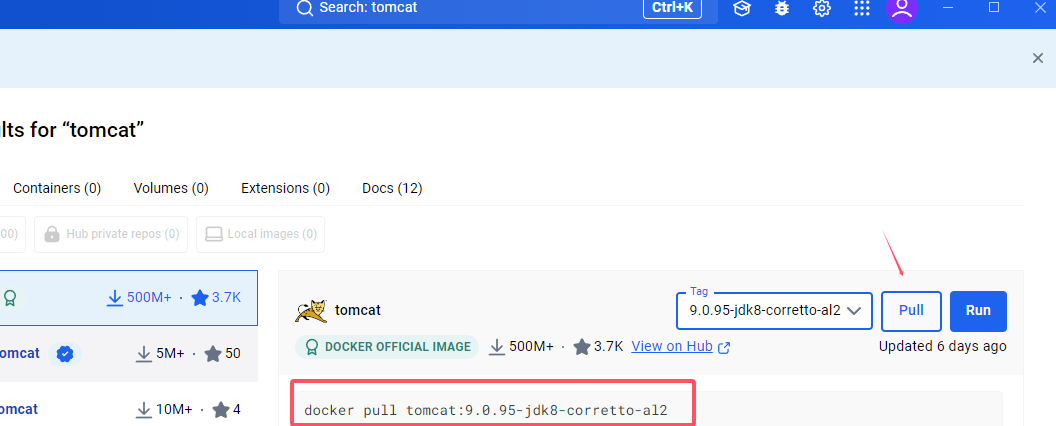 Search: tomcat
Ctrl+K
lts for “tomcat”
Containers (0)
Volumes (0)
Extensions (0)
Docs (12)
00)
Hub private repos (0)
Local images (0)
500M+ · 3.7K
omcat
5M+ · 50
omcat
10M+ · 4
tomcat
Tag
9.0.95-jdk8-corretto-al2
Pull
Run
DOCKER OFFICIAL IMAGE
500M+ · 3.7K
View on Hub
Updated 6 days ago
docker pull tomcat:9.0.95-jdk8-corretto-al2